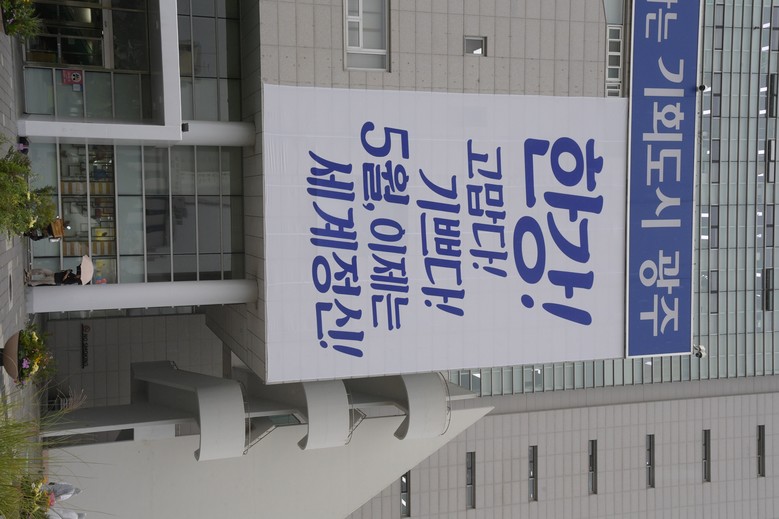 는 기회도시 광주
한강!
고맙다!
기쁘다!
5월, 이제는
세계정신!